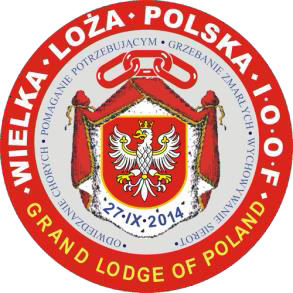 WIELKA · LOŻA · POLSKA · I · O · O · F ·
GRAND LODGE OF POLAND
ODWIEDZANIE CHORYCH · POMAGANIE POTRZEBUJĄCYM · GRZEBANIE ZMARŁYCH · WYCHOWYWANIE SIEROT ·
· 27 · IX · 2014 ·